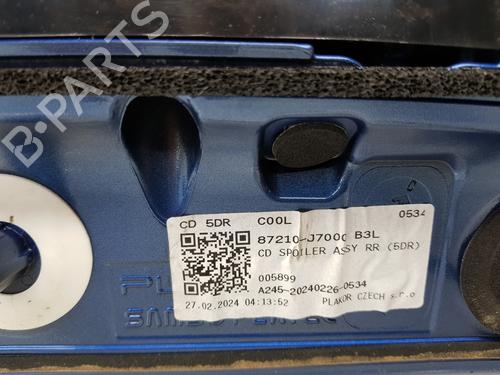 B-PARTS
CD 5DR COOL 0534
87210-J7000 B3L
CD SPOILER ASSY RR (5DR)
005899
A245-20240226-0534
27.02.2024 04:13:52 PLAKOR CZECH s.r.o